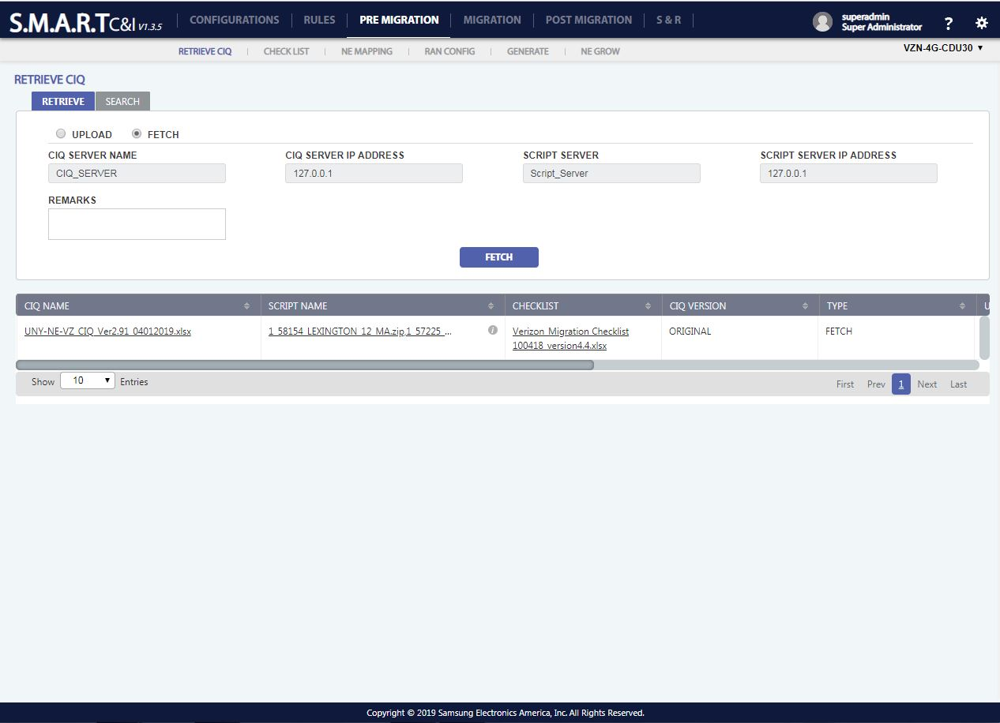 S.M.A.R.T C&I V1.3.5 CONFIGURATIONS RULES PRE MIGRATION MIGRATION POST MIGRATION S & R superadmin
Super Administrator ?
RETRIEVE CIQ CHECK LIST NE MAPPING RAN CONFIG GENERATE NE GROW VZN-4G-CDU30
RETRIEVE CIQ
RETRIEVE SEARCH
UPLOAD FETCH
CIQ SERVER NAME CIQ SERVER IP ADDRESS SCRIPT SERVER SCRIPT SERVER IP ADDRESS
CIQ_SERVER 127.0.0.1 Script_Server 127.0.0.1
REMARKS
FETCH
CIQ NAME SCRIPT NAME CHECKLIST CIQ VERSION TYPE U
UNY-NE-VZ_CIQ_Ver2.91_04012019.xlsx 1_58154_LEXINGTON_12_MA.zip,1_57225_... i Verizon_Migration Checklist ORIGINAL FETCH
100418_version4.4.xlsx
Show 10 Entries First Prev 1 Next Last
Copyright © 2019 Samsung Electronics America, Inc. All Rights Reserved.